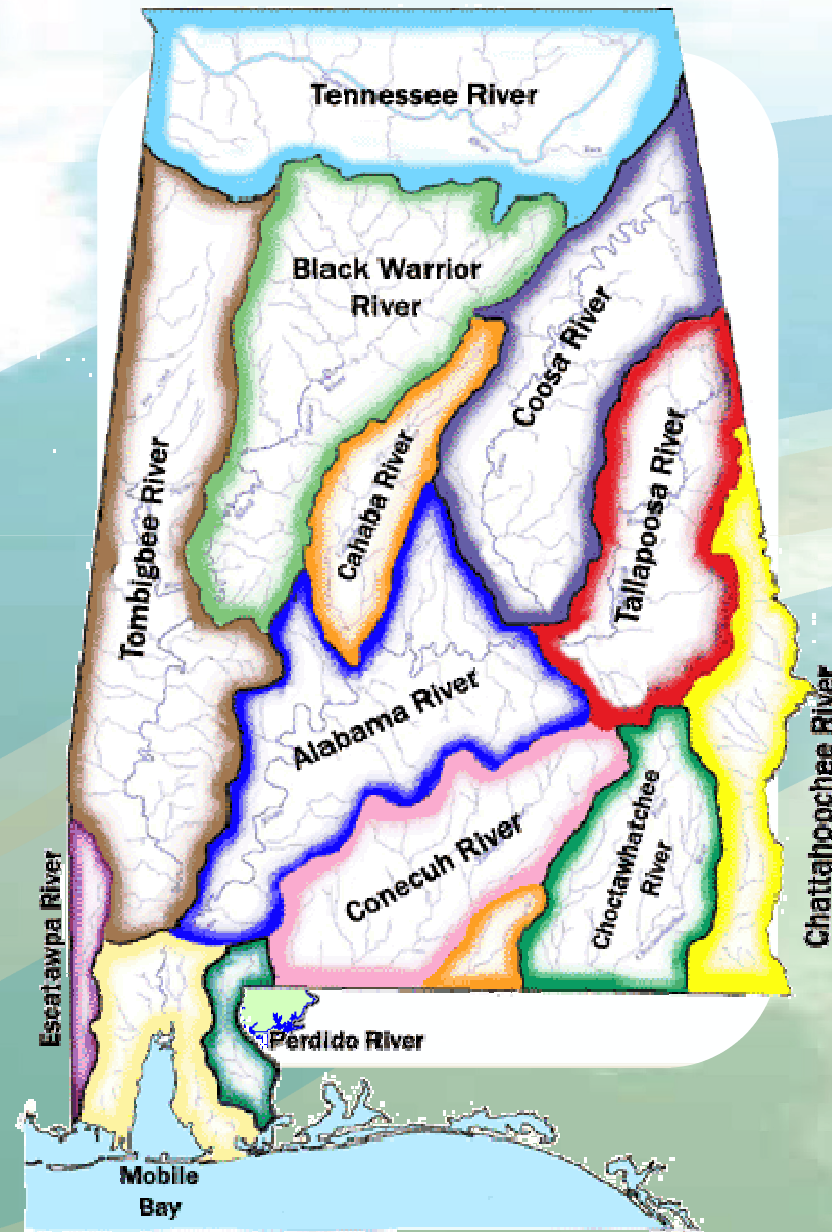 Tennessee River
Black Warrior
River
Coosa River
Cahaba River
Tallapoosa River
Tombigbee River
Alabama River
Chattahoochee River
Conecuh River
Choctawhatchee
River
Escatawpa River
Perdido River
Mobile
Bay